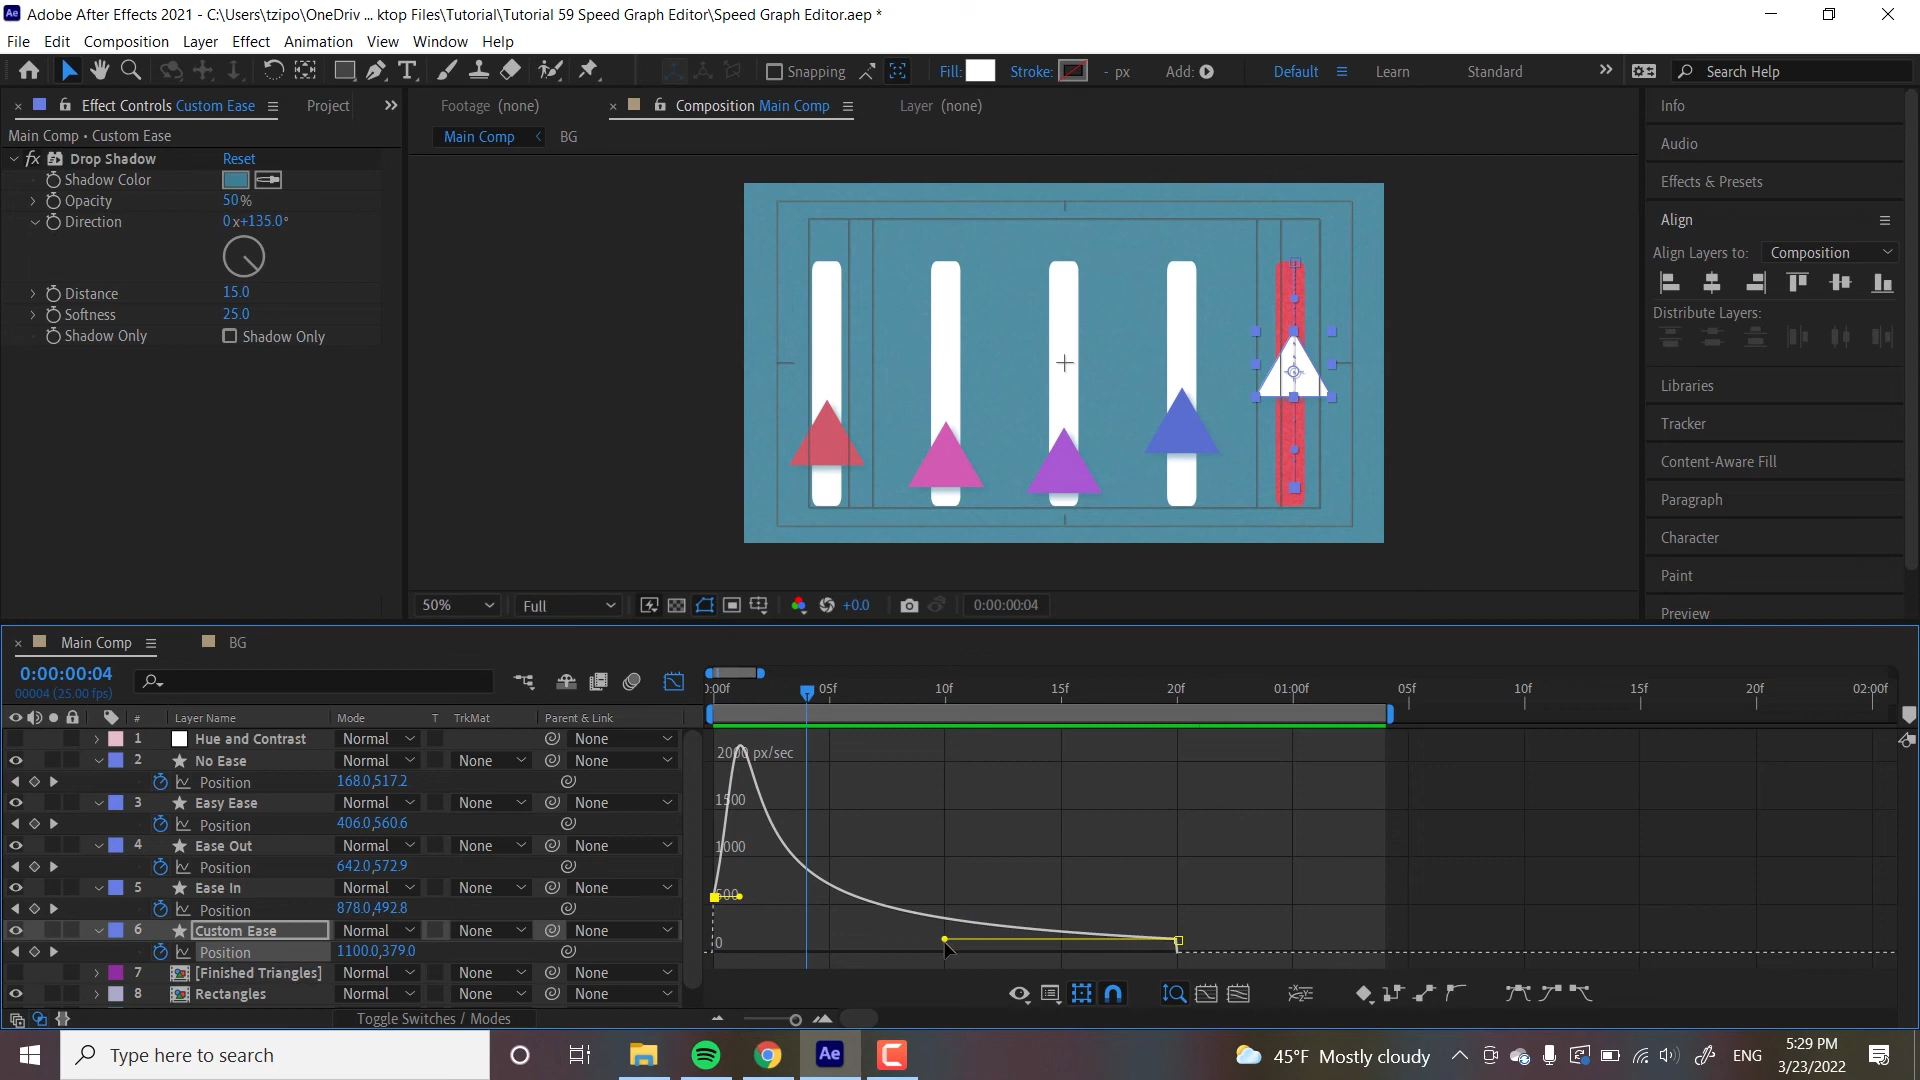 Adobe After Effects 2021 - C:\Users\tzipo\OneDriv ... ktop Files\Tutorial\Tutorial 59 Speed Graph Editor\Speed Graph Editor.aep *
File Edit Composition Layer Effect Animation View Window Help
Snapping Fill: Stroke: - px Add: Default Learn Standard Search Help
Effect Controls Custom Ease Project
Footage (none) Composition Main Comp Layer (none)
Main Comp • Custom Ease
Main Comp BG
fx Drop Shadow Reset
Shadow Color
Opacity 50%
Direction 0x+135.0°
Distance 15.0
Softness 25.0
Shadow Only Shadow Only
50% Full +0.0 0:00:00:04
Info
Audio
Effects & Presets
Align
Align Layers to: Composition
Distribute Layers:
Libraries
Tracker
Content-Aware Fill
Paragraph
Character
Paint
Preview
Main Comp BG
0:00:00:04
00004 (25.00 fps)
0:00f 05f 10f 15f 20f 01:00f 05f 10f 15f 20f 02:00f
# Layer Name Mode T TrkMat Parent & Link
1 Hue and Contrast Normal None
2 No Ease Normal None None
Position 168.0,517.2
3 Easy Ease Normal None None
Position 406.0,560.6
4 Ease Out Normal None None
Position 642.0,572.9
5 Ease In Normal None None
Position 878.0,492.8
6 Custom Ease Normal None None
Position 1100.0,379.0
7 [Finished Triangles] Normal None None
8 Rectangles Normal None None
Toggle Switches / Modes
2000 px/sec
1500
1000
500
0
Type here to search
Ae
45°F Mostly cloudy
ENG
5:29 PM
3/23/2022